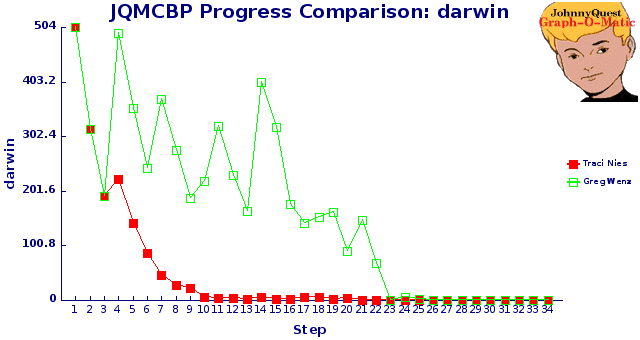 JQMCBP Progress Comparison: darwin
JohnnyQuest
Graph-O-Matic
504
403.2
302.4
201.6
100.8
0
darwin
Traci Nies
Greg Wenz
1 2 3 4 5 6 7 8 9 10 11 12 13 14 15 16 17 18 19 20 21 22 23 24 25 26 27 28 29 30 31 32 33 34
Step